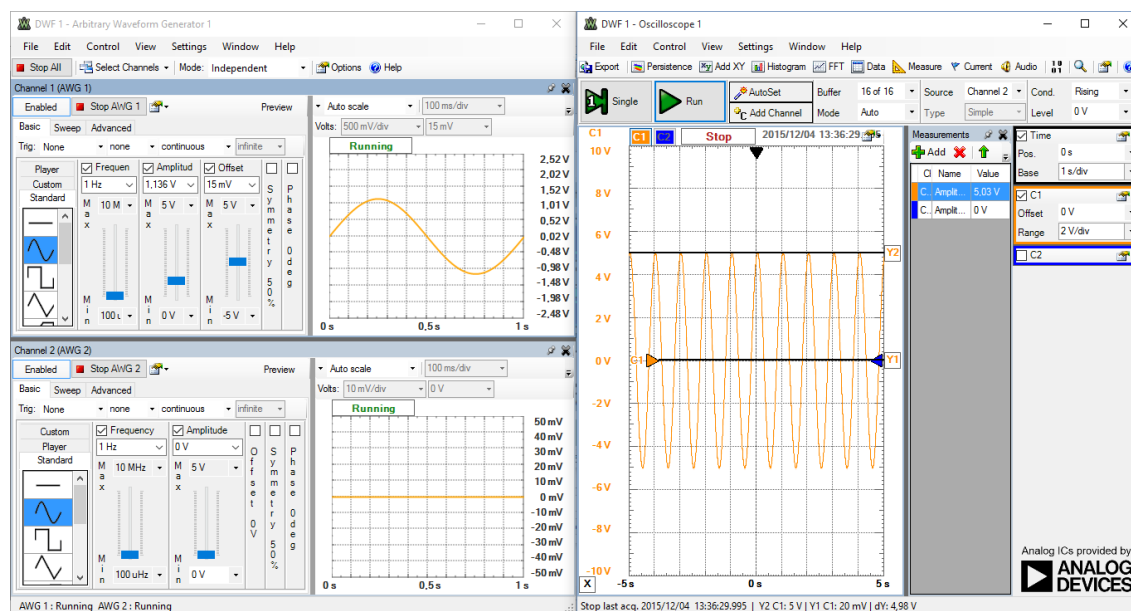 DWF 1 - Arbitrary Waveform Generator 1
File Edit Control View Settings Window Help
Stop All Select Channels Mode: Independent Options Help
Channel 1 (AWG 1)
Enabled Stop AWG 1 Preview
Basic Sweep Advanced
Trig: None none continuous infinite
Player
Custom
Standard
Frequen Amplitud Offset
1 Hz 1,136 V 15 mV
Max 10 M Max 5 V Max 5 V
Min 100 u Min 0 V Min -5 V
Symmetry 50%
Phase 0deg
Auto scale 100 ms/div
Volts: 500 mV/div 15 mV
Running
2,52 V
2,02 V
1,52 V
1,01 V
0,52 V
0,02 V
-0,48 V
-0,98 V
-1,48 V
-1,98 V
-2,48 V
0 s 0,5 s 1 s
Channel 2 (AWG 2)
Enabled Stop AWG 2 Preview
Basic Sweep Advanced
Trig: None none continuous infinite
Custom
Player
Standard
Frequency Amplitude
1 Hz 0 V
Max 10 MHz Max 5 V
Min 100 uHz Min 0 V
Offset 0V
Symmetry 50%
Phase 0deg
Auto scale 100 ms/div
Volts: 10 mV/div 0 V
Running
50 mV
40 mV
30 mV
20 mV
10 mV
0 mV
-10 mV
-20 mV
-30 mV
-40 mV
-50 mV
0 s 0,5 s 1 s
AWG 1 : Running AWG 2 : Running
DWF 1 - Oscilloscope 1
File Edit Control View Settings Window Help
Export Persistence Add XY Histogram FFT Data Measure Current Audio
Single Run AutoSet Buffer 16 of 16 Source Channel 2 Cond. Rising
Add Channel Mode Auto Type Simple Level 0 V
C1 C1 C2 Stop 2015/12/04 13:36:29.995
10 V
8 V
6 V
4 V
2 V
0 V
-2 V
-4 V
-6 V
-8 V
-10 V
Y2
C1 Y1
X -5 s 0 s 5 s
Measurements
Add
Cl Name Value
C.. Amplit... 5,03 V
C.. Amplit... 0 V
Time
Pos. 0 s
Base 1 s/div
C1
Offset 0 V
Range 2 V/div
C2
Analog ICs provided by
ANALOG
DEVICES
Stop last acq. 2015/12/04 13:36:29.995 | Y2 C1: 5 V | Y1 C1: 20 mV | dY: 4,98 V